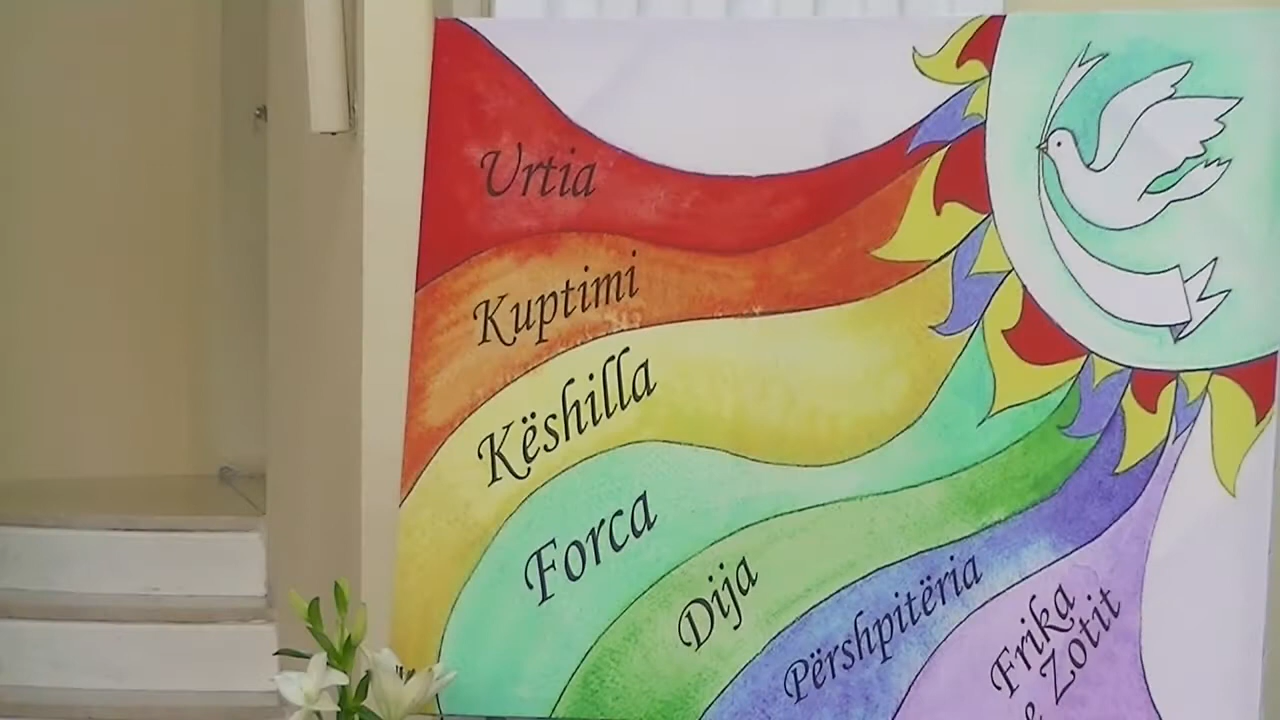 Urtia
Kuptimi
Këshilla
Forca
Dija
Përshpitëria
Frika
e Zotit